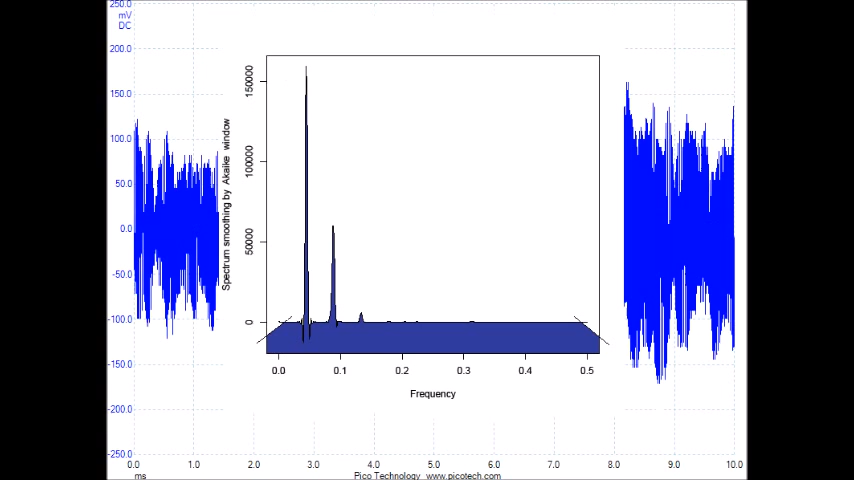 250.0
mV
DC
200.0
150.0
100.0
50.0
0.0
-50.0
-100.0
-150.0
-200.0
-250.0
Spectrum smoothing by Akaike window
150000
100000
50000
0
0.0 0.1 0.2 0.3 0.4 0.5
Frequency
0.0 1.0 2.0 3.0 4.0 5.0 6.0 7.0 8.0 9.0 10.0
ms Pico Technology www.picotech.com